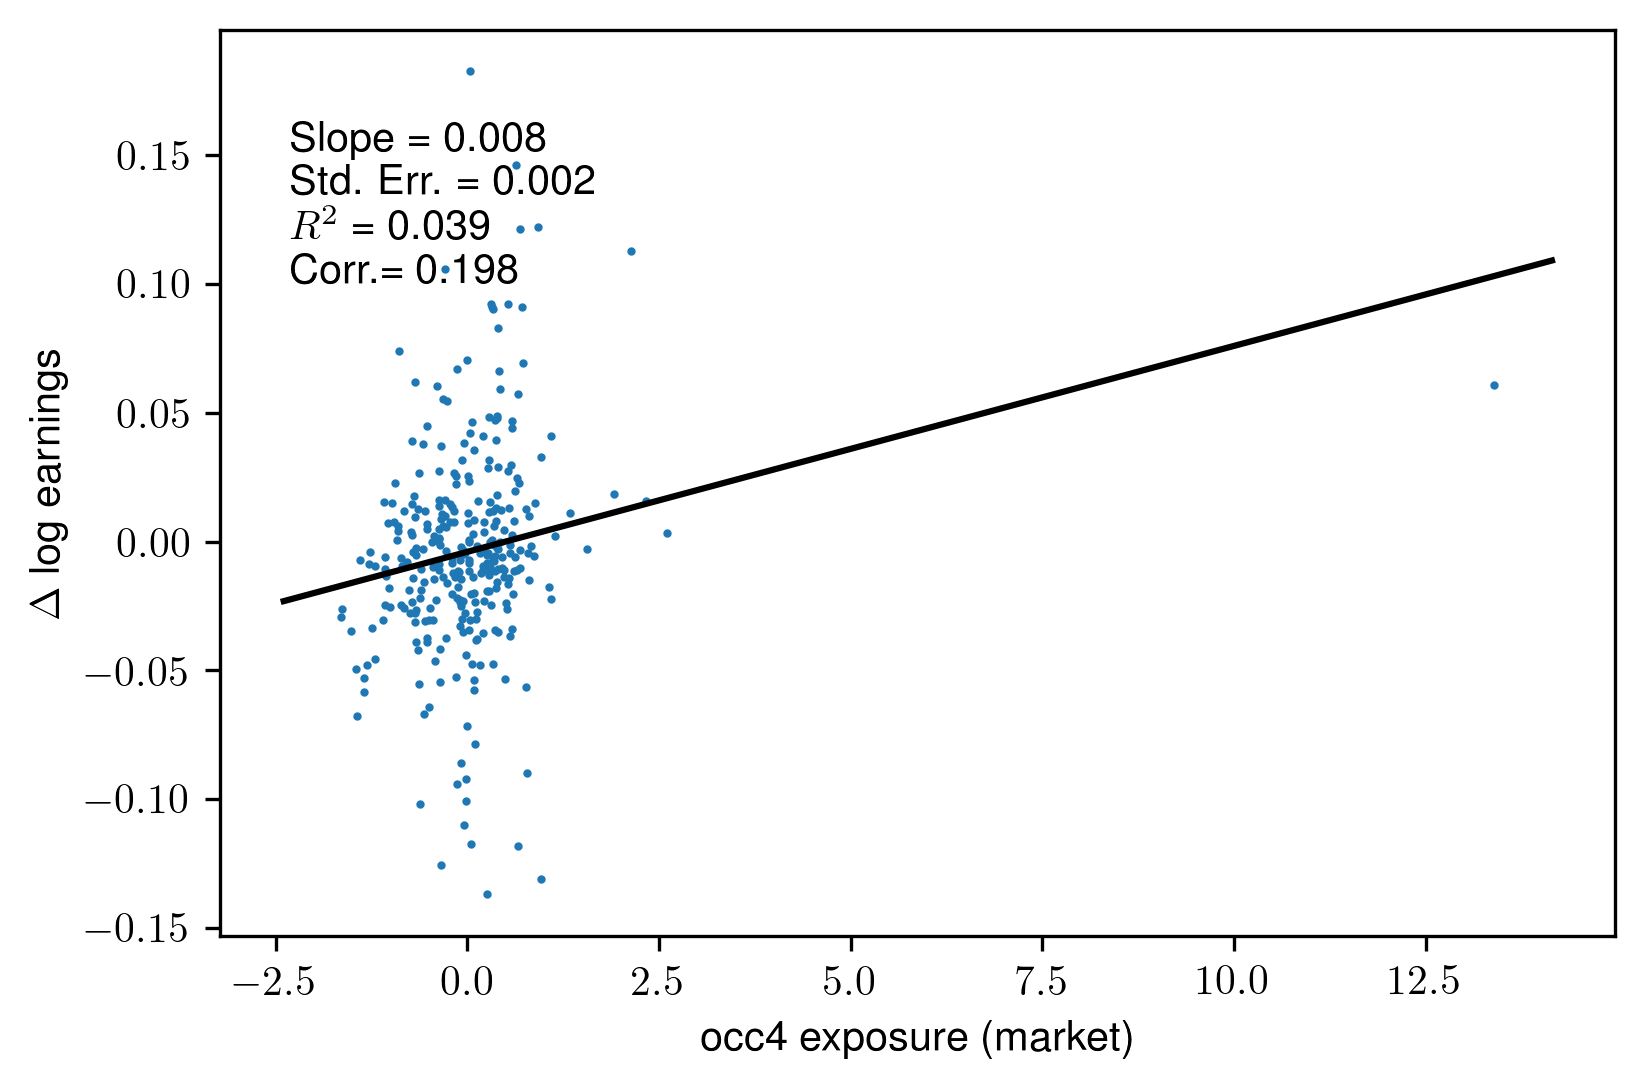 Slope = 0.008
Std. Err. = 0.002
R² = 0.039
Corr.= 0.198
0.15
0.10
0.05
0.00
−0.05
−0.10
−0.15
Δ log earnings
−2.5 0.0 2.5 5.0 7.5 10.0 12.5
occ4 exposure (market)